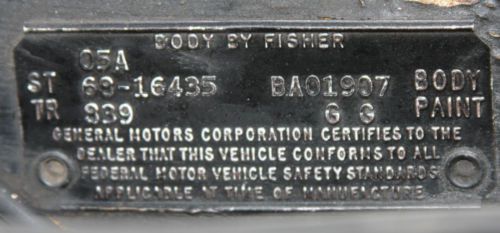 BODY BY FISHER
05A
ST 69-16435 BA01907 BODY
TR 839 G G PAINT
GENERAL MOTORS CORPORATION CERTIFIES TO THE
DEALER THAT THIS VEHICLE CONFORMS TO ALL
FEDERAL MOTOR VEHICLE SAFETY STANDARDS
APPLICABLE AT TIME OF MANUFACTURE